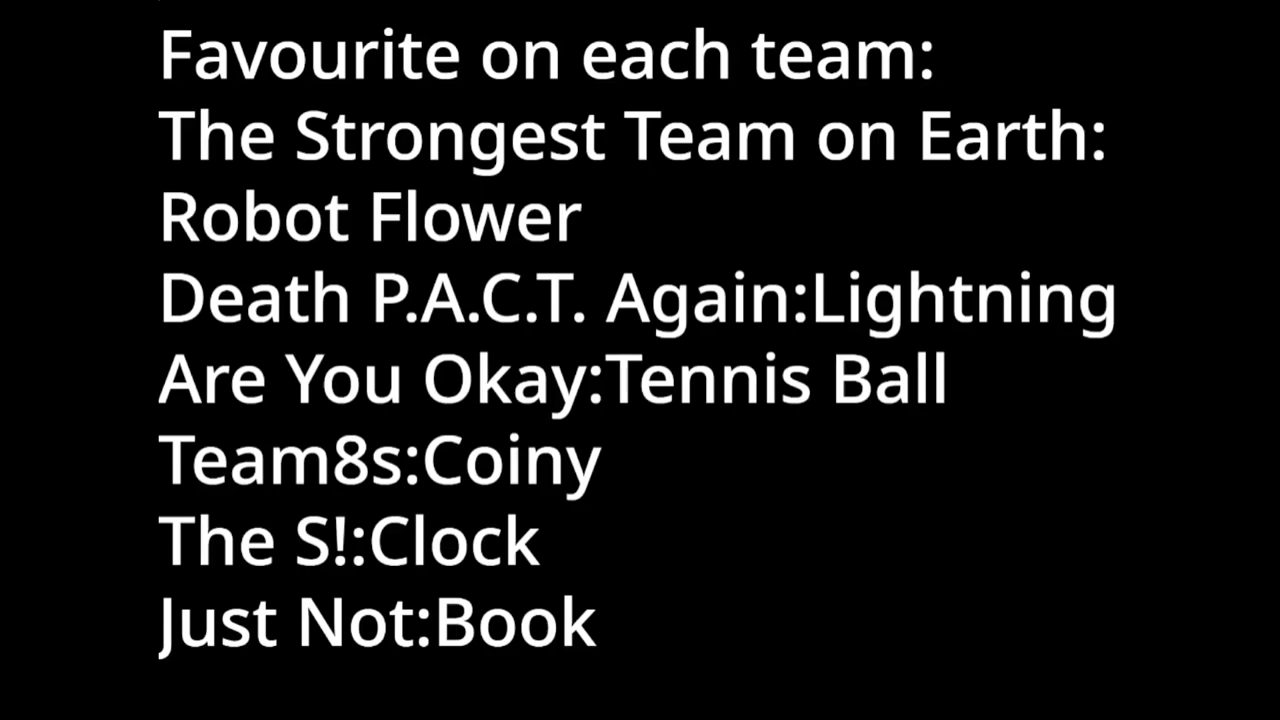 Favourite on each team:
The Strongest Team on Earth:
Robot Flower
Death P.A.C.T. Again:Lightning
Are You Okay:Tennis Ball
Team8s:Coiny
The S!:Clock
Just Not:Book